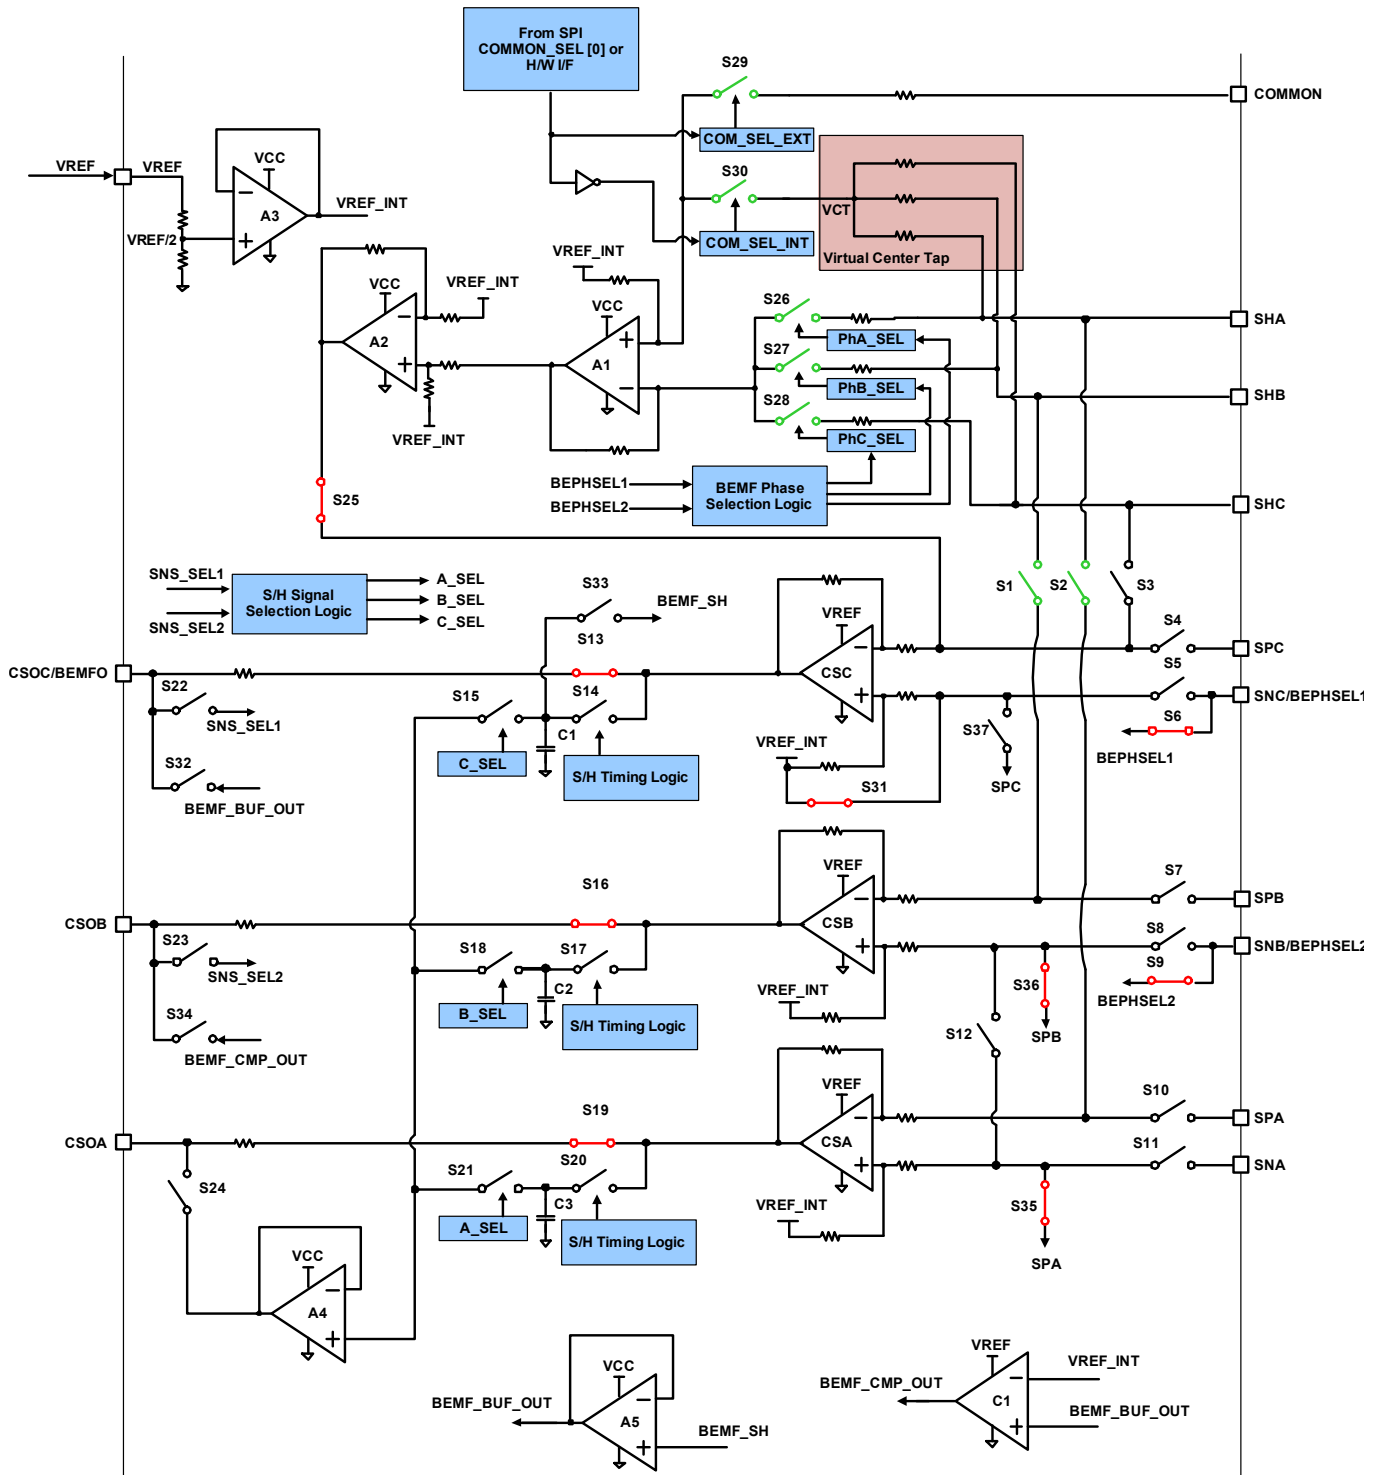 From SPI
COMMON_SEL [0] or
H/W I/F
S29
COMMON
COM_SEL_EXT
VREF
VREF
VCC
A3
VREF_INT
VREF/2
S30
VCT
COM_SEL_INT
Virtual Center Tap
VREF_INT
VCC
A2
VREF_INT
VREF_INT
VCC
A1
S26
PhA_SEL
SHA
S27
PhB_SEL
SHB
S28
PhC_SEL
BEPHSEL1
BEPHSEL2
BEMF Phase
Selection Logic
SHC
S25
SNS_SEL1
SNS_SEL2
S/H Signal
Selection Logic
A_SEL
B_SEL
C_SEL
S33
BEMF_SH
S1
S2
S3
S13
VREF
CSC
S4
SPC
CSOC/BEMFO
S22
SNS_SEL1
S32
BEMF_BUF_OUT
S15
S14
C1
C_SEL
S/H Timing Logic
VREF_INT
S31
S37
SPC
S5
SNC/BEPHSEL1
S6
BEPHSEL1
S16
VREF
CSB
S7
SPB
CSOB
S23
SNS_SEL2
S34
BEMF_CMP_OUT
S18
S17
C2
B_SEL
S/H Timing Logic
VREF_INT
S8
SNB/BEPHSEL2
S9
BEPHSEL2
S36
SPB
S12
S19
VREF
CSA
S10
SPA
CSOA
S24
S21
S20
C3
A_SEL
S/H Timing Logic
VREF_INT
S11
SNA
S35
SPA
VCC
A4
VCC
A5
BEMF_BUF_OUT
BEMF_SH
VREF
C1
BEMF_CMP_OUT
VREF_INT
BEMF_BUF_OUT